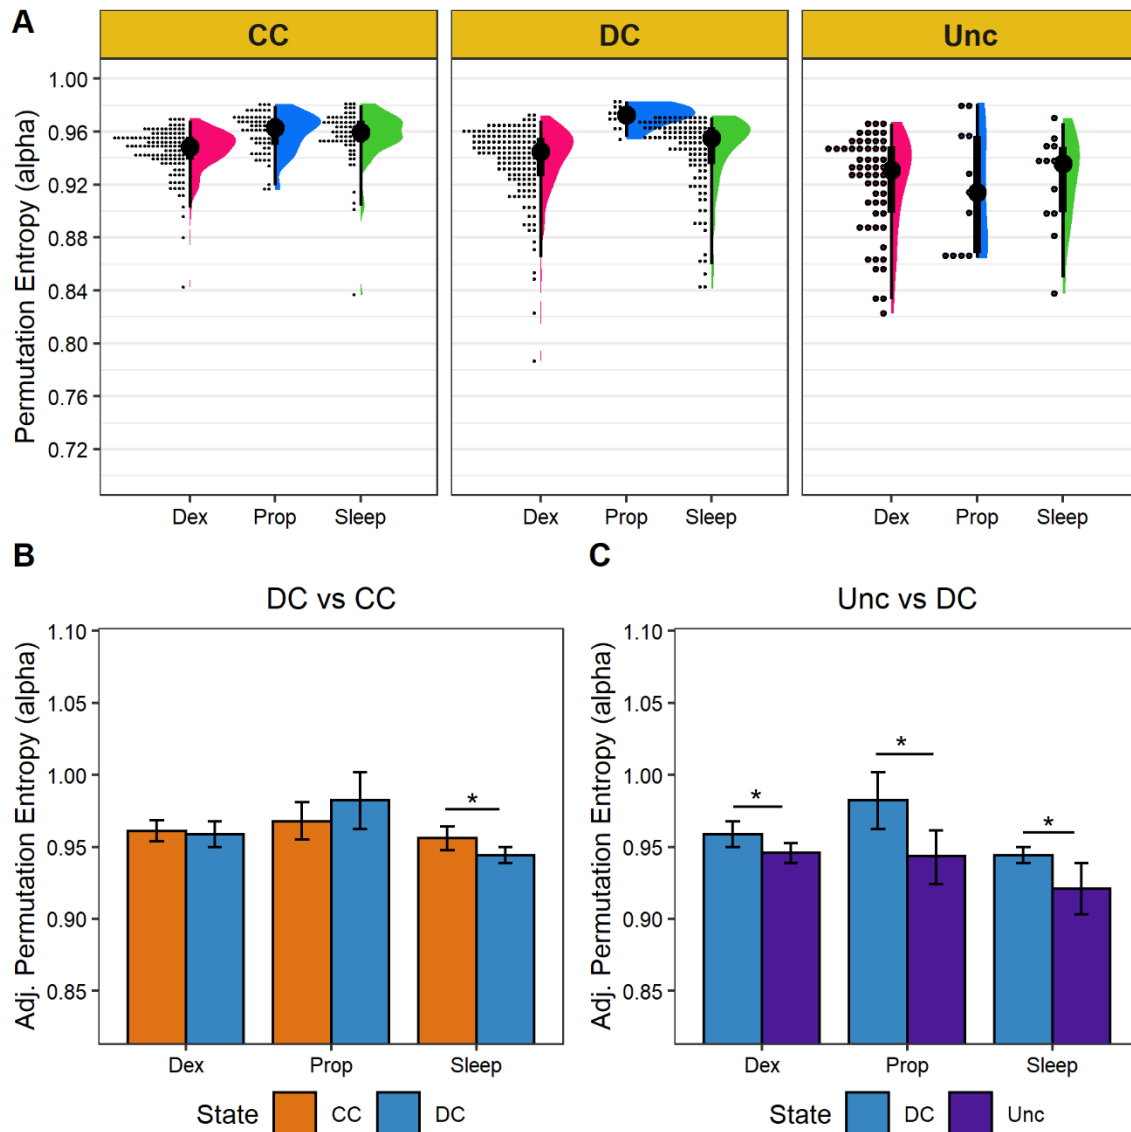 A
CC
DC
Unc
Permutation Entropy (alpha)
1.00
0.96
0.92
0.88
0.84
0.80
0.76
0.72
Dex
Prop
Sleep
Dex
Prop
Sleep
Dex
Prop
Sleep
B
DC vs CC
Adj. Permutation Entropy (alpha)
1.10
1.05
1.00
0.95
0.90
0.85
*
Dex
Prop
Sleep
State
CC
DC
C
Unc vs DC
Adj. Permutation Entropy (alpha)
1.10
1.05
1.00
0.95
0.90
0.85
*
*
*
Dex
Prop
Sleep
State
DC
Unc